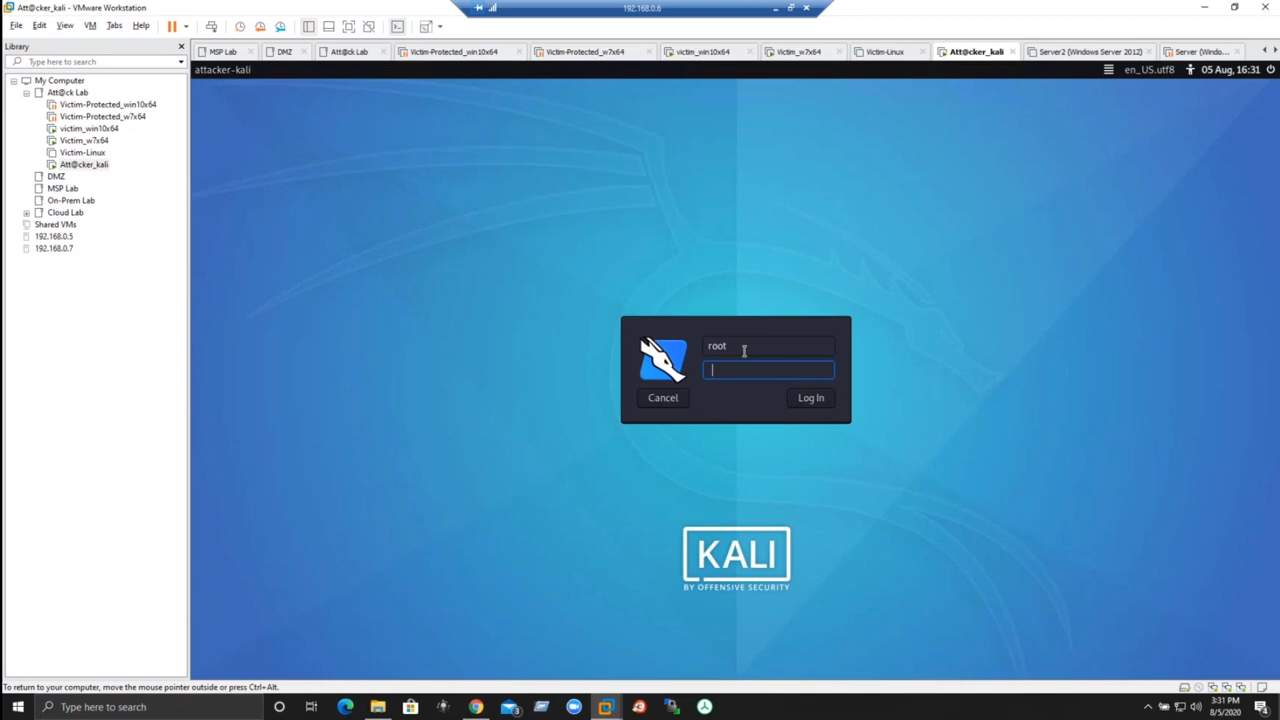 Att@cker_kali - VMware Workstation
192.168.0.6
File Edit View VM Tabs Help
Library
Type here to search
My Computer
Att@ck Lab
Victim-Protected_win10x64
Victim-Protected_w7x64
victim_win10x64
Victim_w7x64
Victim-Linux
Att@cker_kali
DMZ
MSP Lab
On-Prem Lab
Cloud Lab
Shared VMs
192.168.0.5
192.168.0.7
MSP Lab DMZ Att@ck Lab Victim-Protected_win10x64 Victim-Protected_w7x64 victim_win10x64 Victim_w7x64 Victim-Linux Att@cker_kali Server2 (Windows Server 2012) Server (Windo...
attacker-kali en_US.utf8 05 Aug, 16:31
root
Cancel Log In
KALI
BY OFFENSIVE SECURITY
To return to your computer, move the mouse pointer outside or press Ctrl+Alt.
Type here to search
3
3:31 PM
8/5/2020
4